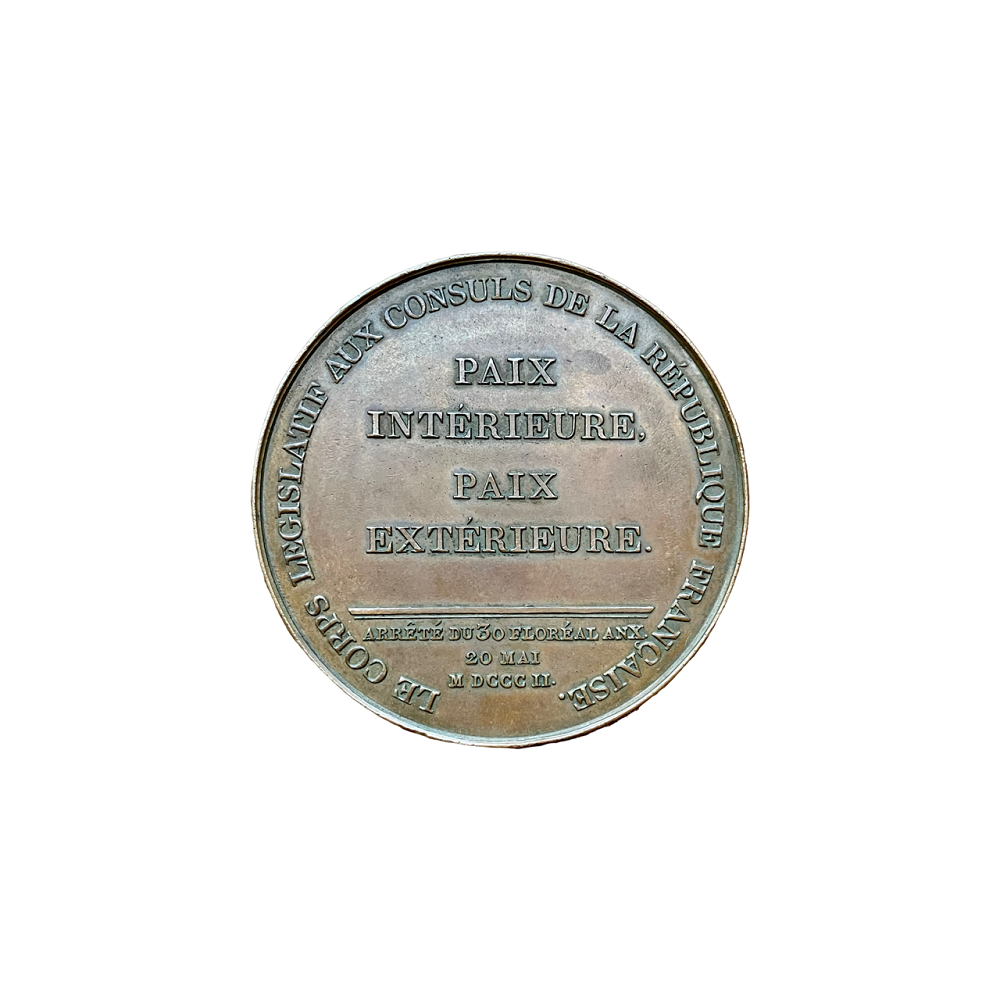 LE CORPS LEGISLATIF AUX CONSULS DE LA RÉPUBLIQUE FRANÇAISE.
PAIX
INTÉRIEURE,
PAIX
EXTÉRIEURE.
ARRÊTÉ DU 30 FLORÉAL ANX.
20 MAI
M DCCC II.